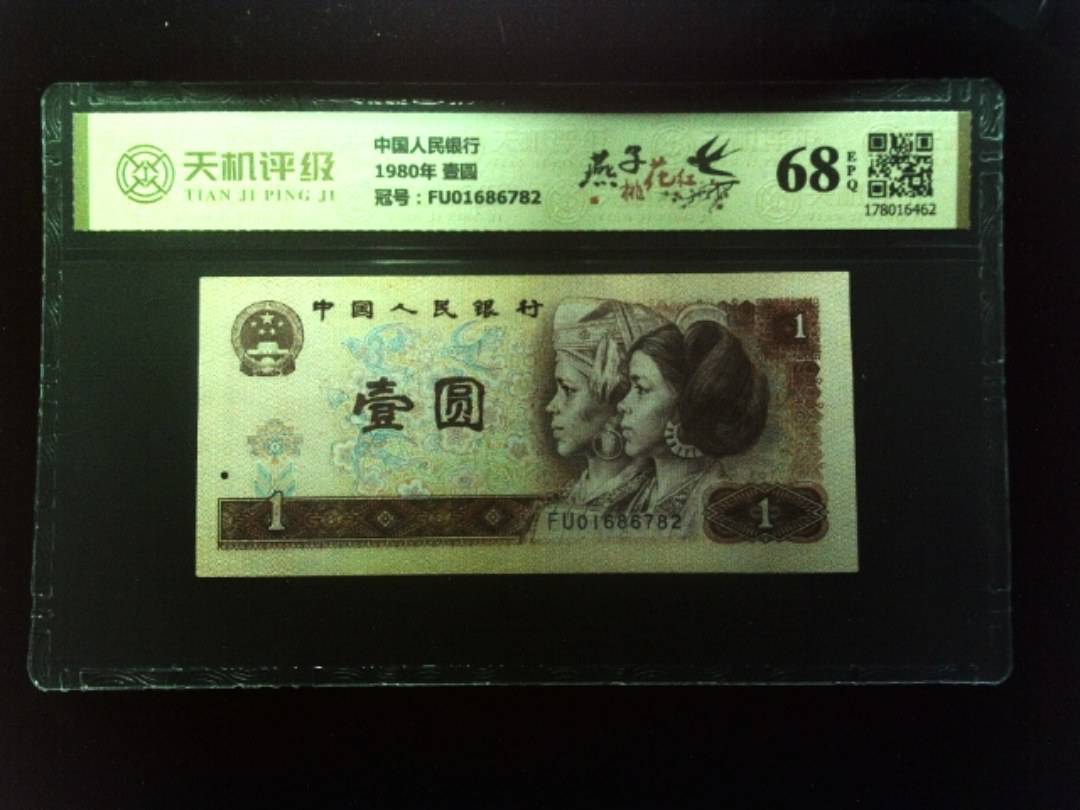 天机评级
TIAN JI PING JI
中国人民银行
1980年 壹圆
冠号：FU01686782
燕子
桃花红
68
EPQ
178016462
中国人民银行
壹圆
1
1
FU01686782
1